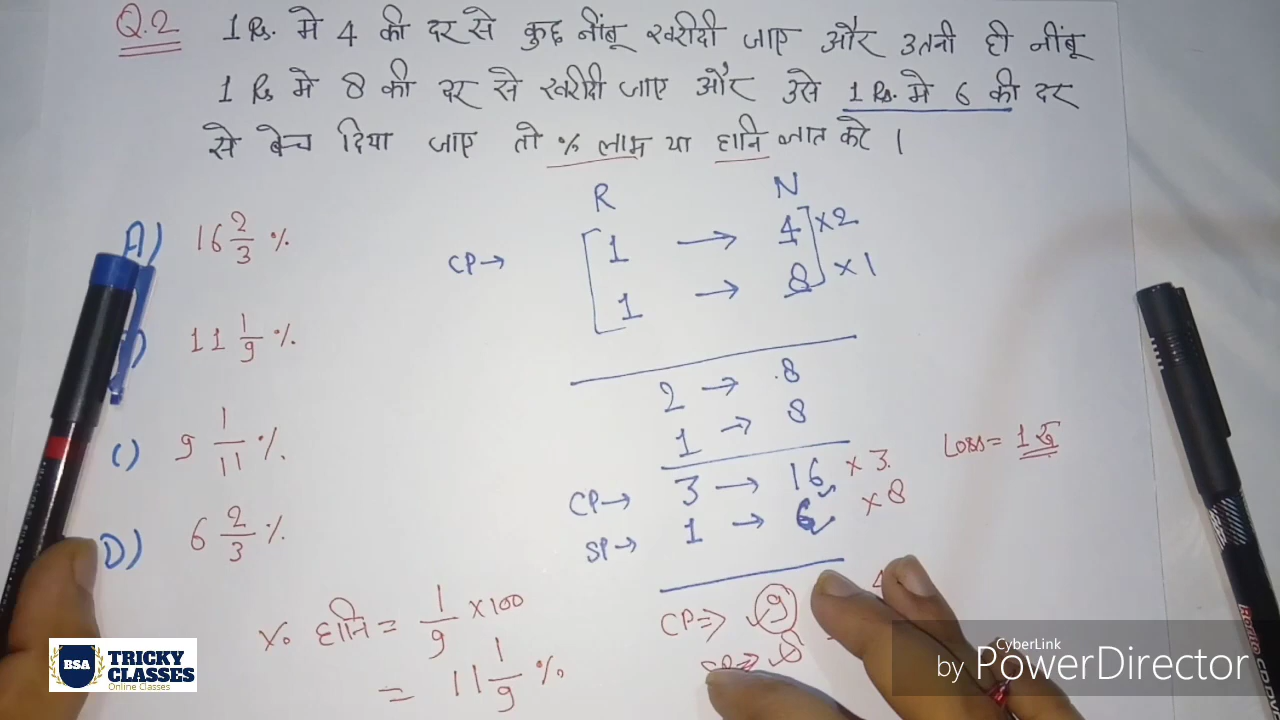 Q.2 1 Rs. मे 4 की दर से कुछ नींबू खरीदी जाए और उतनी ही नींबू
1 Rs मे 8 की दर से खरीदी जाए और उसे 1 Rs. मे 6 की दर
से बेच दिया जाए तो % लाभ या हानि ज्ञात करो ।
R N
A) 16 2/3 %
CP→ 1 → 4 ×2
1 → 8 ×1
11 1/9 %
2 → 8
1 → 8
C) 9 1/11 %
Loss = 1रु
CP→ 3 → 16 ×3
SP→ 1 → 6 ×8
D) 6 2/3 %
CP⇒ 9
8
% हानि = 1/9 × 100
= 11 1/9 %
BSA TRICKY CLASSES
Online Classes
CyberLink
by PowerDirector